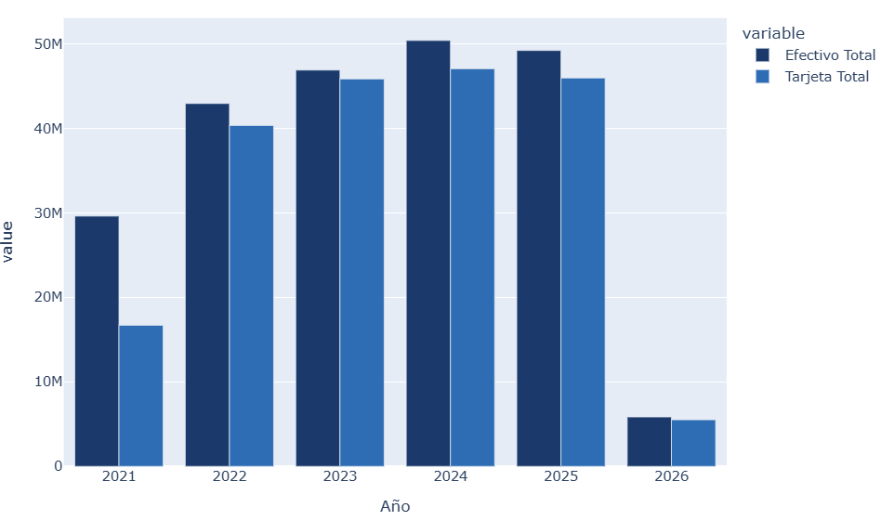 variable
Efectivo Total
Tarjeta Total
value
50M
40M
30M
20M
10M
0
2021 2022 2023 2024 2025 2026
Año